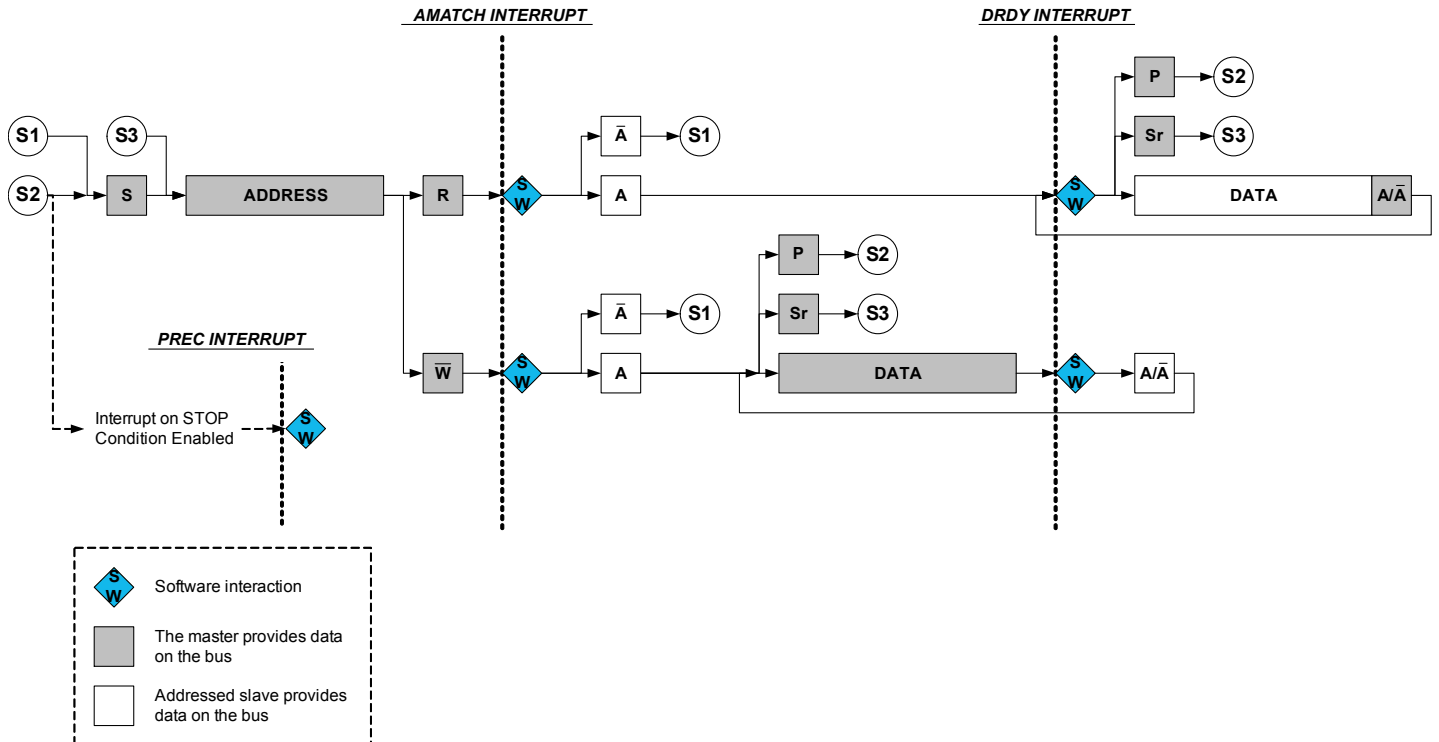 AMATCH INTERRUPT
DRDY INTERRUPT
P
S2
S1
S3
A̅
S1
Sr
S3
S2
S
ADDRESS
R
S
W
A
S
W
DATA
A/A̅
P
S2
A̅
S1
Sr
S3
PREC INTERRUPT
W̅
S
W
A
DATA
S
W
A/A̅
Interrupt on STOP
Condition Enabled
S
W
S
W
Software interaction
The master provides data
on the bus
Addressed slave provides
data on the bus